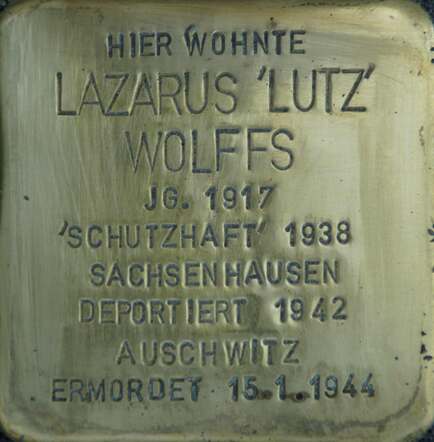 HIER WOHNTE
LAZARUS 'LUTZ'
WOLFFS
JG. 1917
'SCHUTZHAFT' 1938
SACHSENHAUSEN
DEPORTIERT 1942
AUSCHWITZ
ERMORDET 15.1.1944